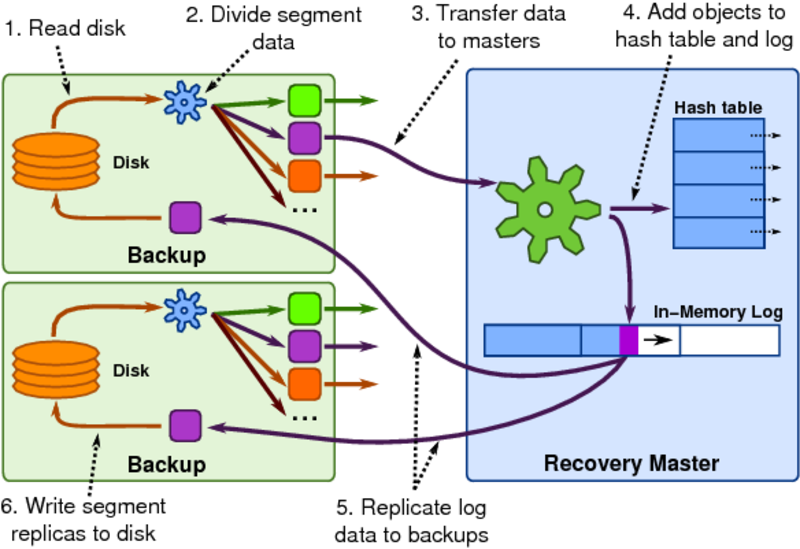 1. Read disk
2. Divide segment
data
3. Transfer data
to masters
4. Add objects to
hash table and log
Disk
...
Backup
Hash table
In-Memory Log
Recovery Master
Disk
...
Backup
6. Write segment
replicas to disk
5. Replicate log
data to backups